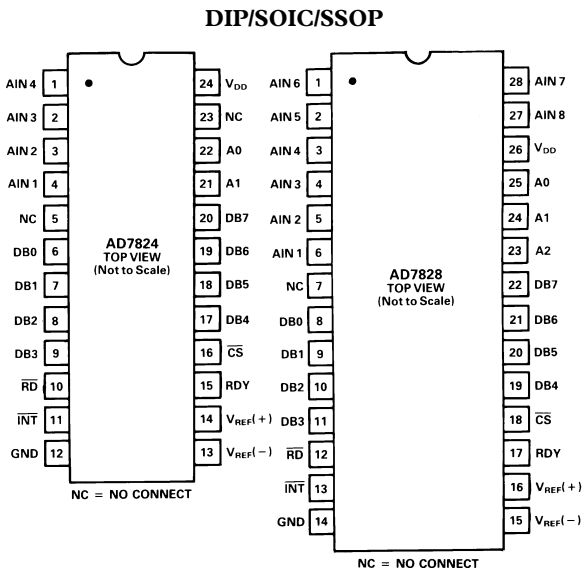 DIP/SOIC/SSOP
AIN 4 1
AIN 3 2
AIN 2 3
AIN 1 4
NC 5
DB0 6
DB1 7
DB2 8
DB3 9
R̅D̅ 10
I̅N̅T̅ 11
GND 12
24 VDD
23 NC
22 A0
21 A1
20 DB7
19 DB6
18 DB5
17 DB4
16 C̅S̅
15 RDY
14 VREF(+)
13 VREF(−)
AD7824
TOP VIEW
(Not to Scale)
NC = NO CONNECT
AIN 6 1
AIN 5 2
AIN 4 3
AIN 3 4
AIN 2 5
AIN 1 6
NC 7
DB0 8
DB1 9
DB2 10
DB3 11
R̅D̅ 12
I̅N̅T̅ 13
GND 14
28 AIN 7
27 AIN 8
26 VDD
25 A0
24 A1
23 A2
22 DB7
21 DB6
20 DB5
19 DB4
18 C̅S̅
17 RDY
16 VREF(+)
15 VREF(−)
AD7828
TOP VIEW
(Not to Scale)
NC = NO CONNECT